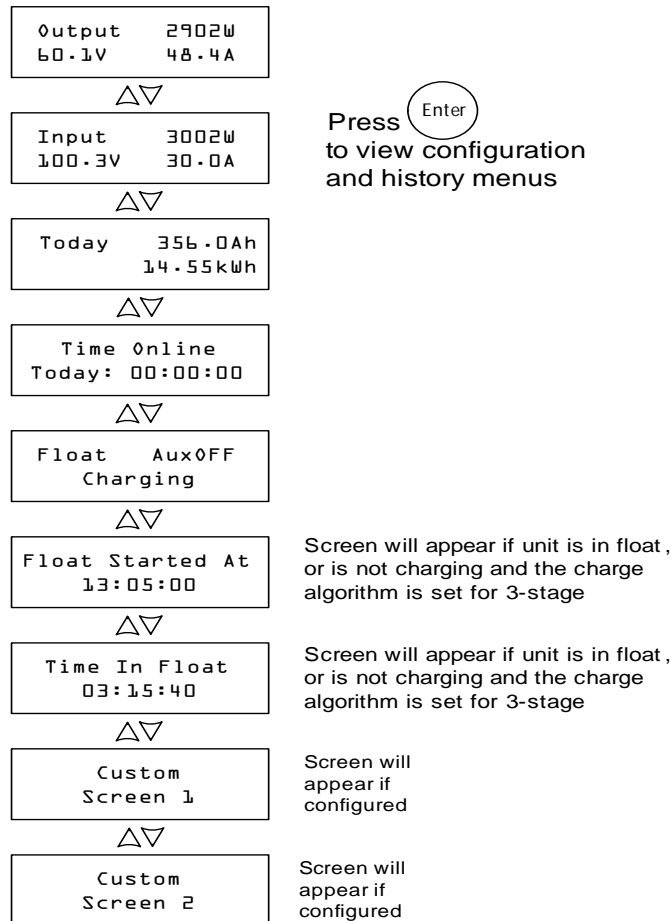 Output 2902W
60.1V 48.4A
Press Enter
to view configuration
and history menus
Input 3002W
100.3V 30.0A
Today 356.0Ah
14.55kWh
Time Online
Today: 00:00:00
Float AuxOFF
Charging
Float Started At
13:05:00
Screen will appear if unit is in float,
or is not charging and the charge
algorithm is set for 3-stage
Time In Float
03:15:40
Screen will appear if unit is in float,
or is not charging and the charge
algorithm is set for 3-stage
Custom
Screen 1
Screen will
appear if
configured
Custom
Screen 2
Screen will
appear if
configured